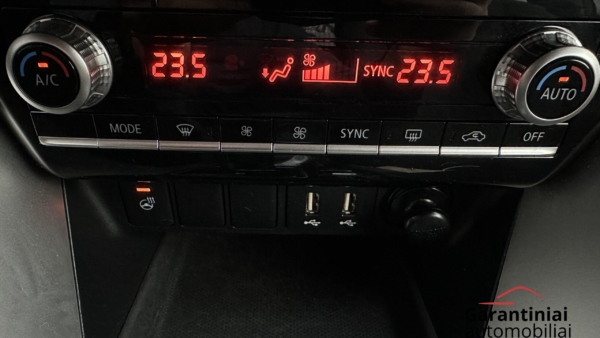 23.5 SYNC 23.5
A/C
AUTO
MODE SYNC OFF
Garantiniai
automobiliai